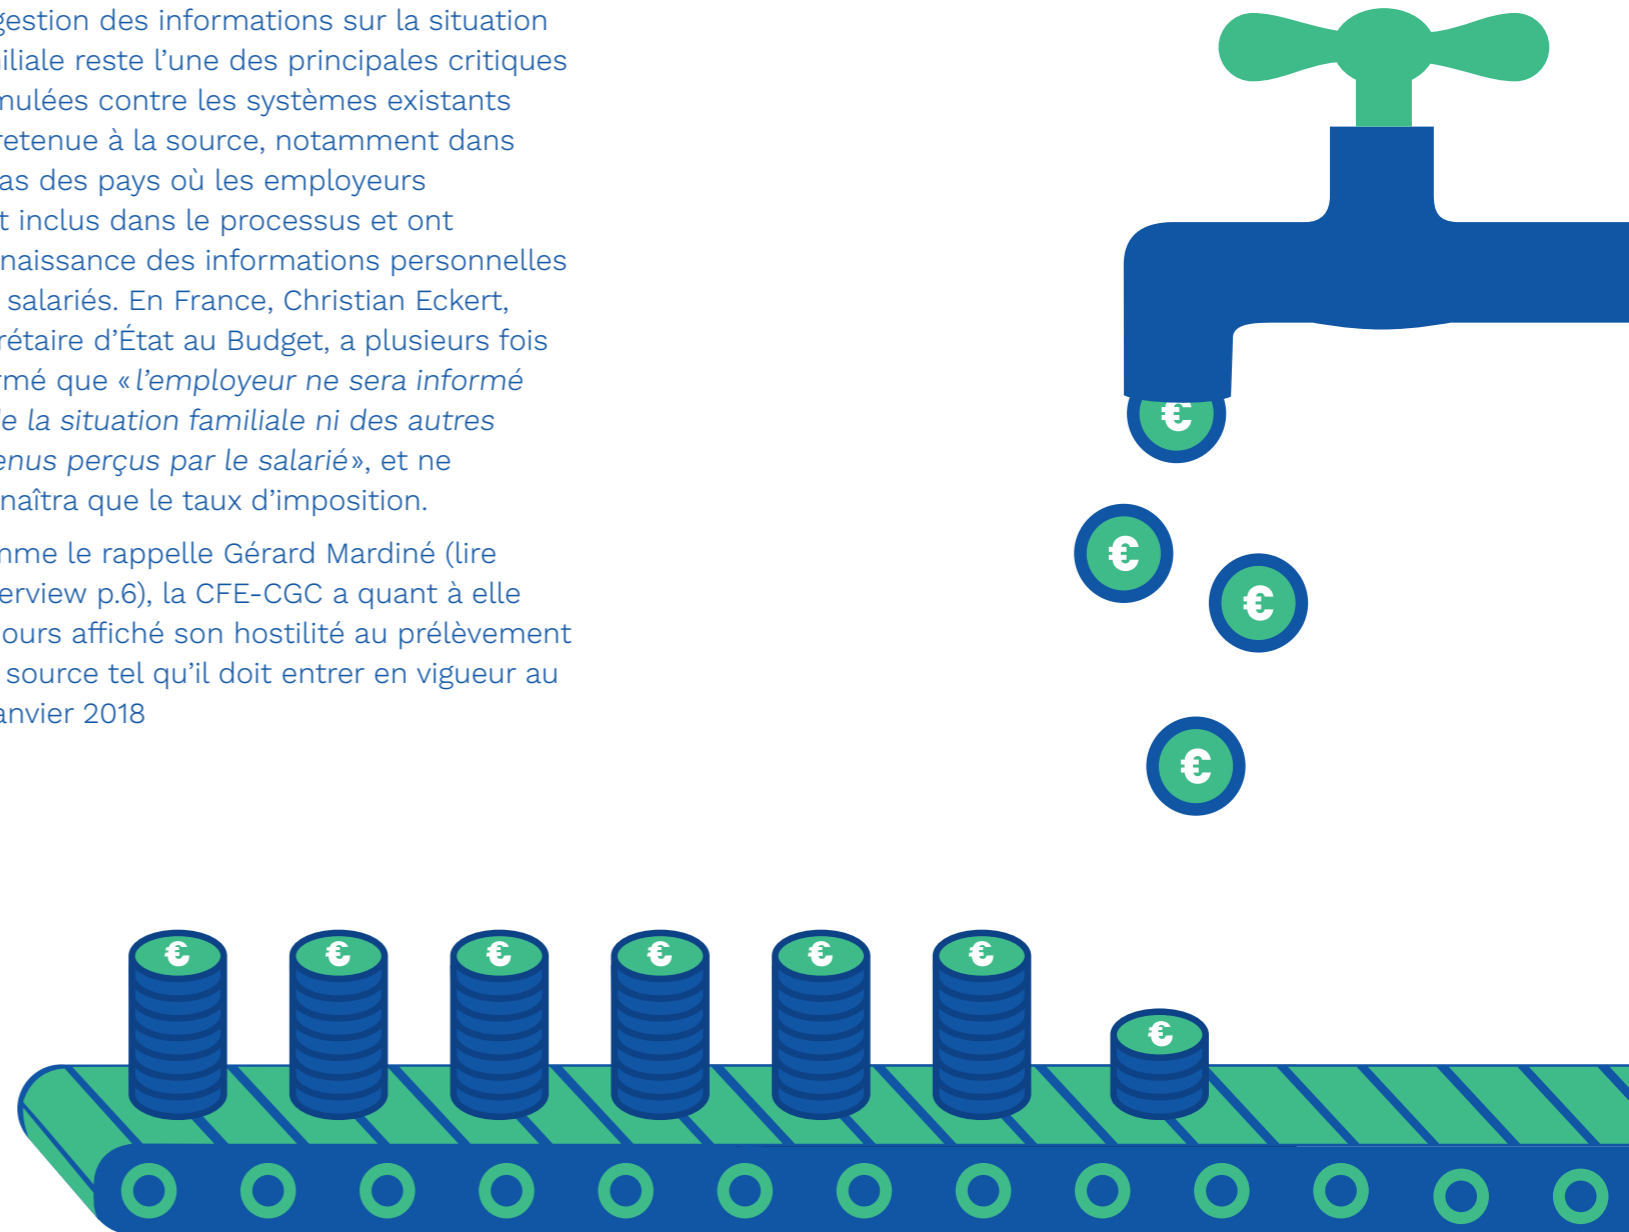 gestion des informations sur la situation
iliale reste l’une des principales critiques
mulées contre les systèmes existants
retenue à la source, notamment dans
as des pays où les employeurs
t inclus dans le processus et ont
naissance des informations personnelles
salariés. En France, Christian Eckert,
rétaire d’État au Budget, a plusieurs fois
rmé que «l’employeur ne sera informé
e la situation familiale ni des autres
enus perçus par le salarié», et ne
naîtra que le taux d’imposition.
mme le rappelle Gérard Mardiné (lire
erview p.6), la CFE-CGC a quant à elle
ours affiché son hostilité au prélèvement
source tel qu’il doit entrer en vigueur au
anvier 2018
€
€
€
€
€ € € € € € €